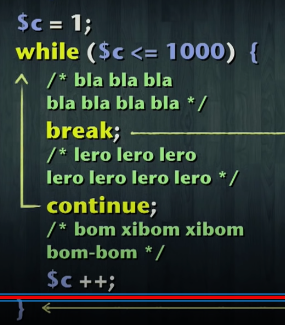 $c = 1;
while ($c <= 1000) {
/* bla bla bla
bla bla bla bla */
break;
/* lero lero lero
lero lero lero lero */
continue;
/* bom xibom xibom
bom-bom */
$c ++;
}